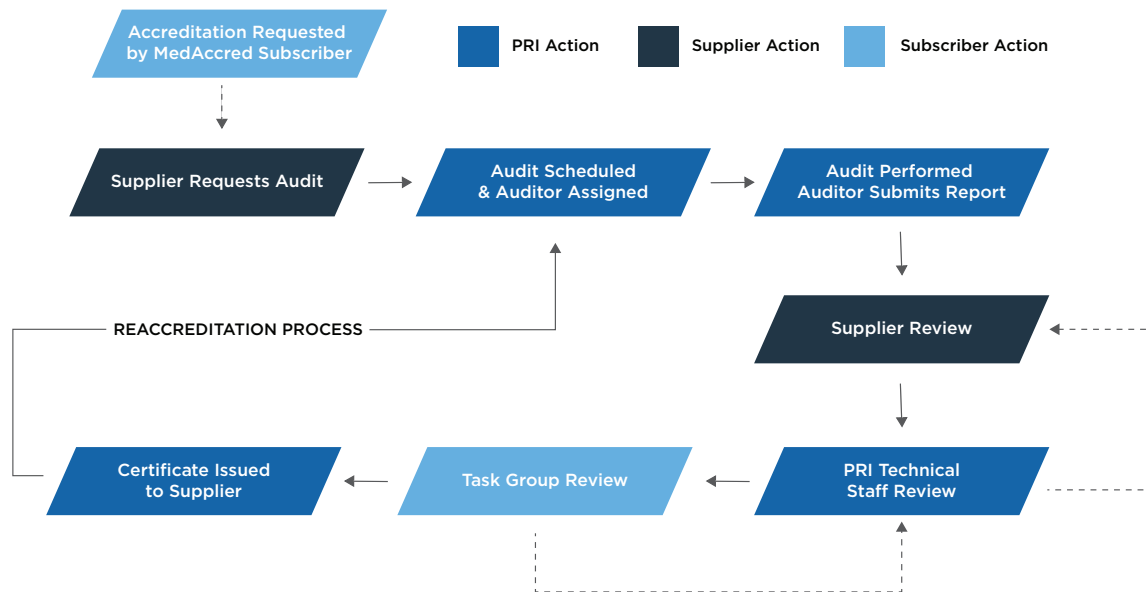 Accreditation Requested
by MedAccred Subscriber
PRI Action
Supplier Action
Subscriber Action
Supplier Requests Audit
Audit Scheduled
& Auditor Assigned
Audit Performed
Auditor Submits Report
Supplier Review
REACCREDITATION PROCESS
Certificate Issued
to Supplier
Task Group Review
PRI Technical
Staff Review